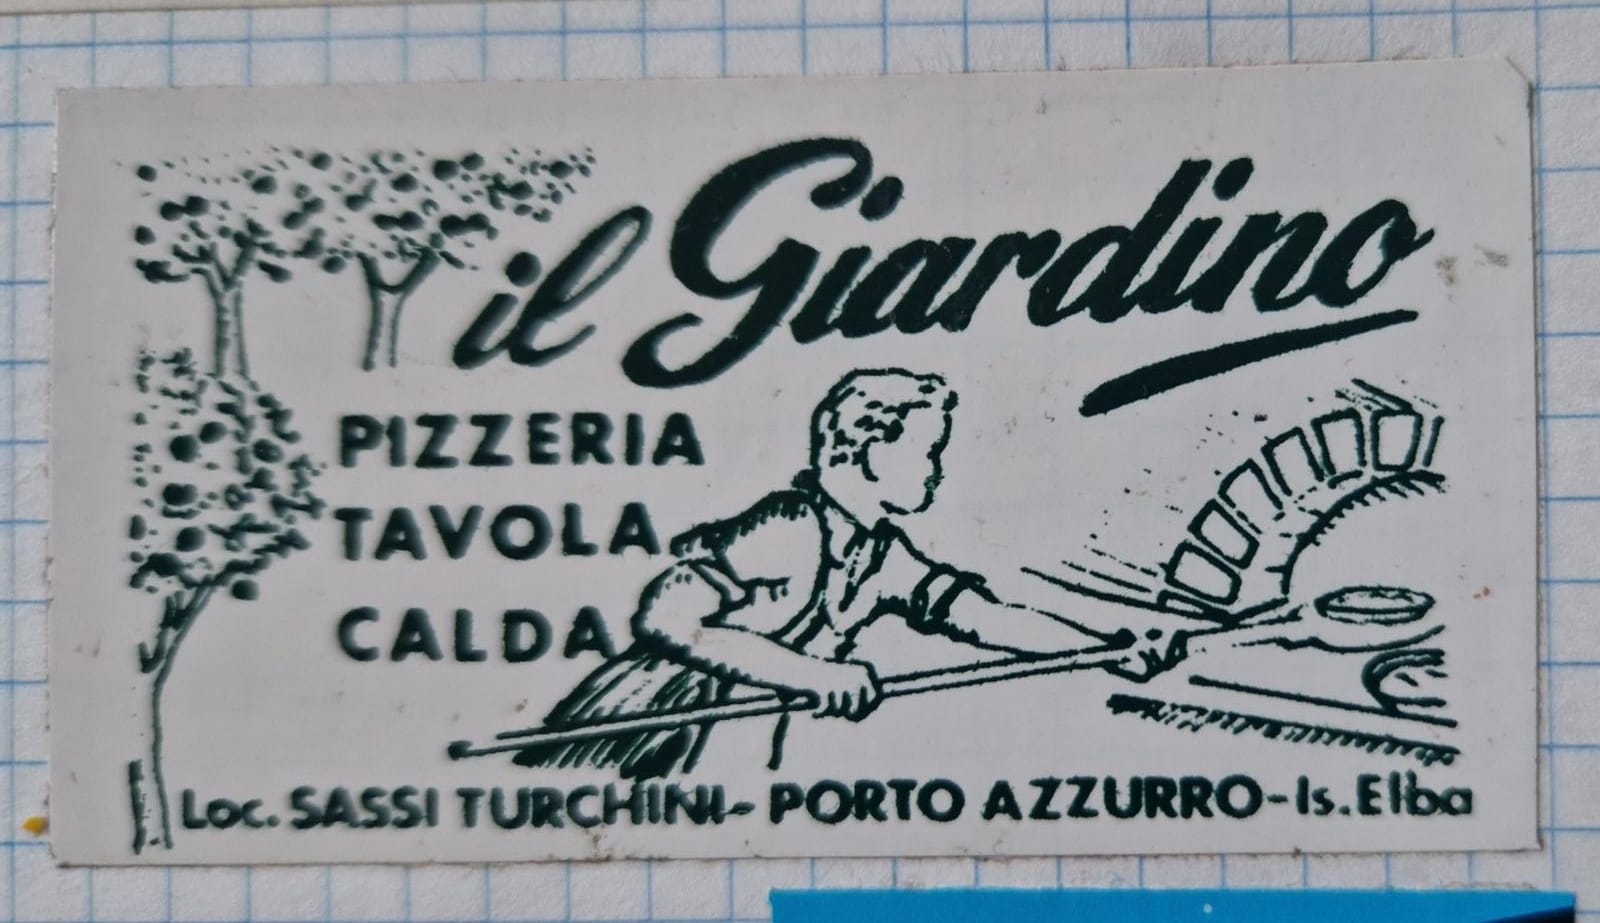 il Giardino
PIZZERIA
TAVOLA
CALDA
Loc. SASSI TURCHINI - PORTO AZZURRO - Is. Elba